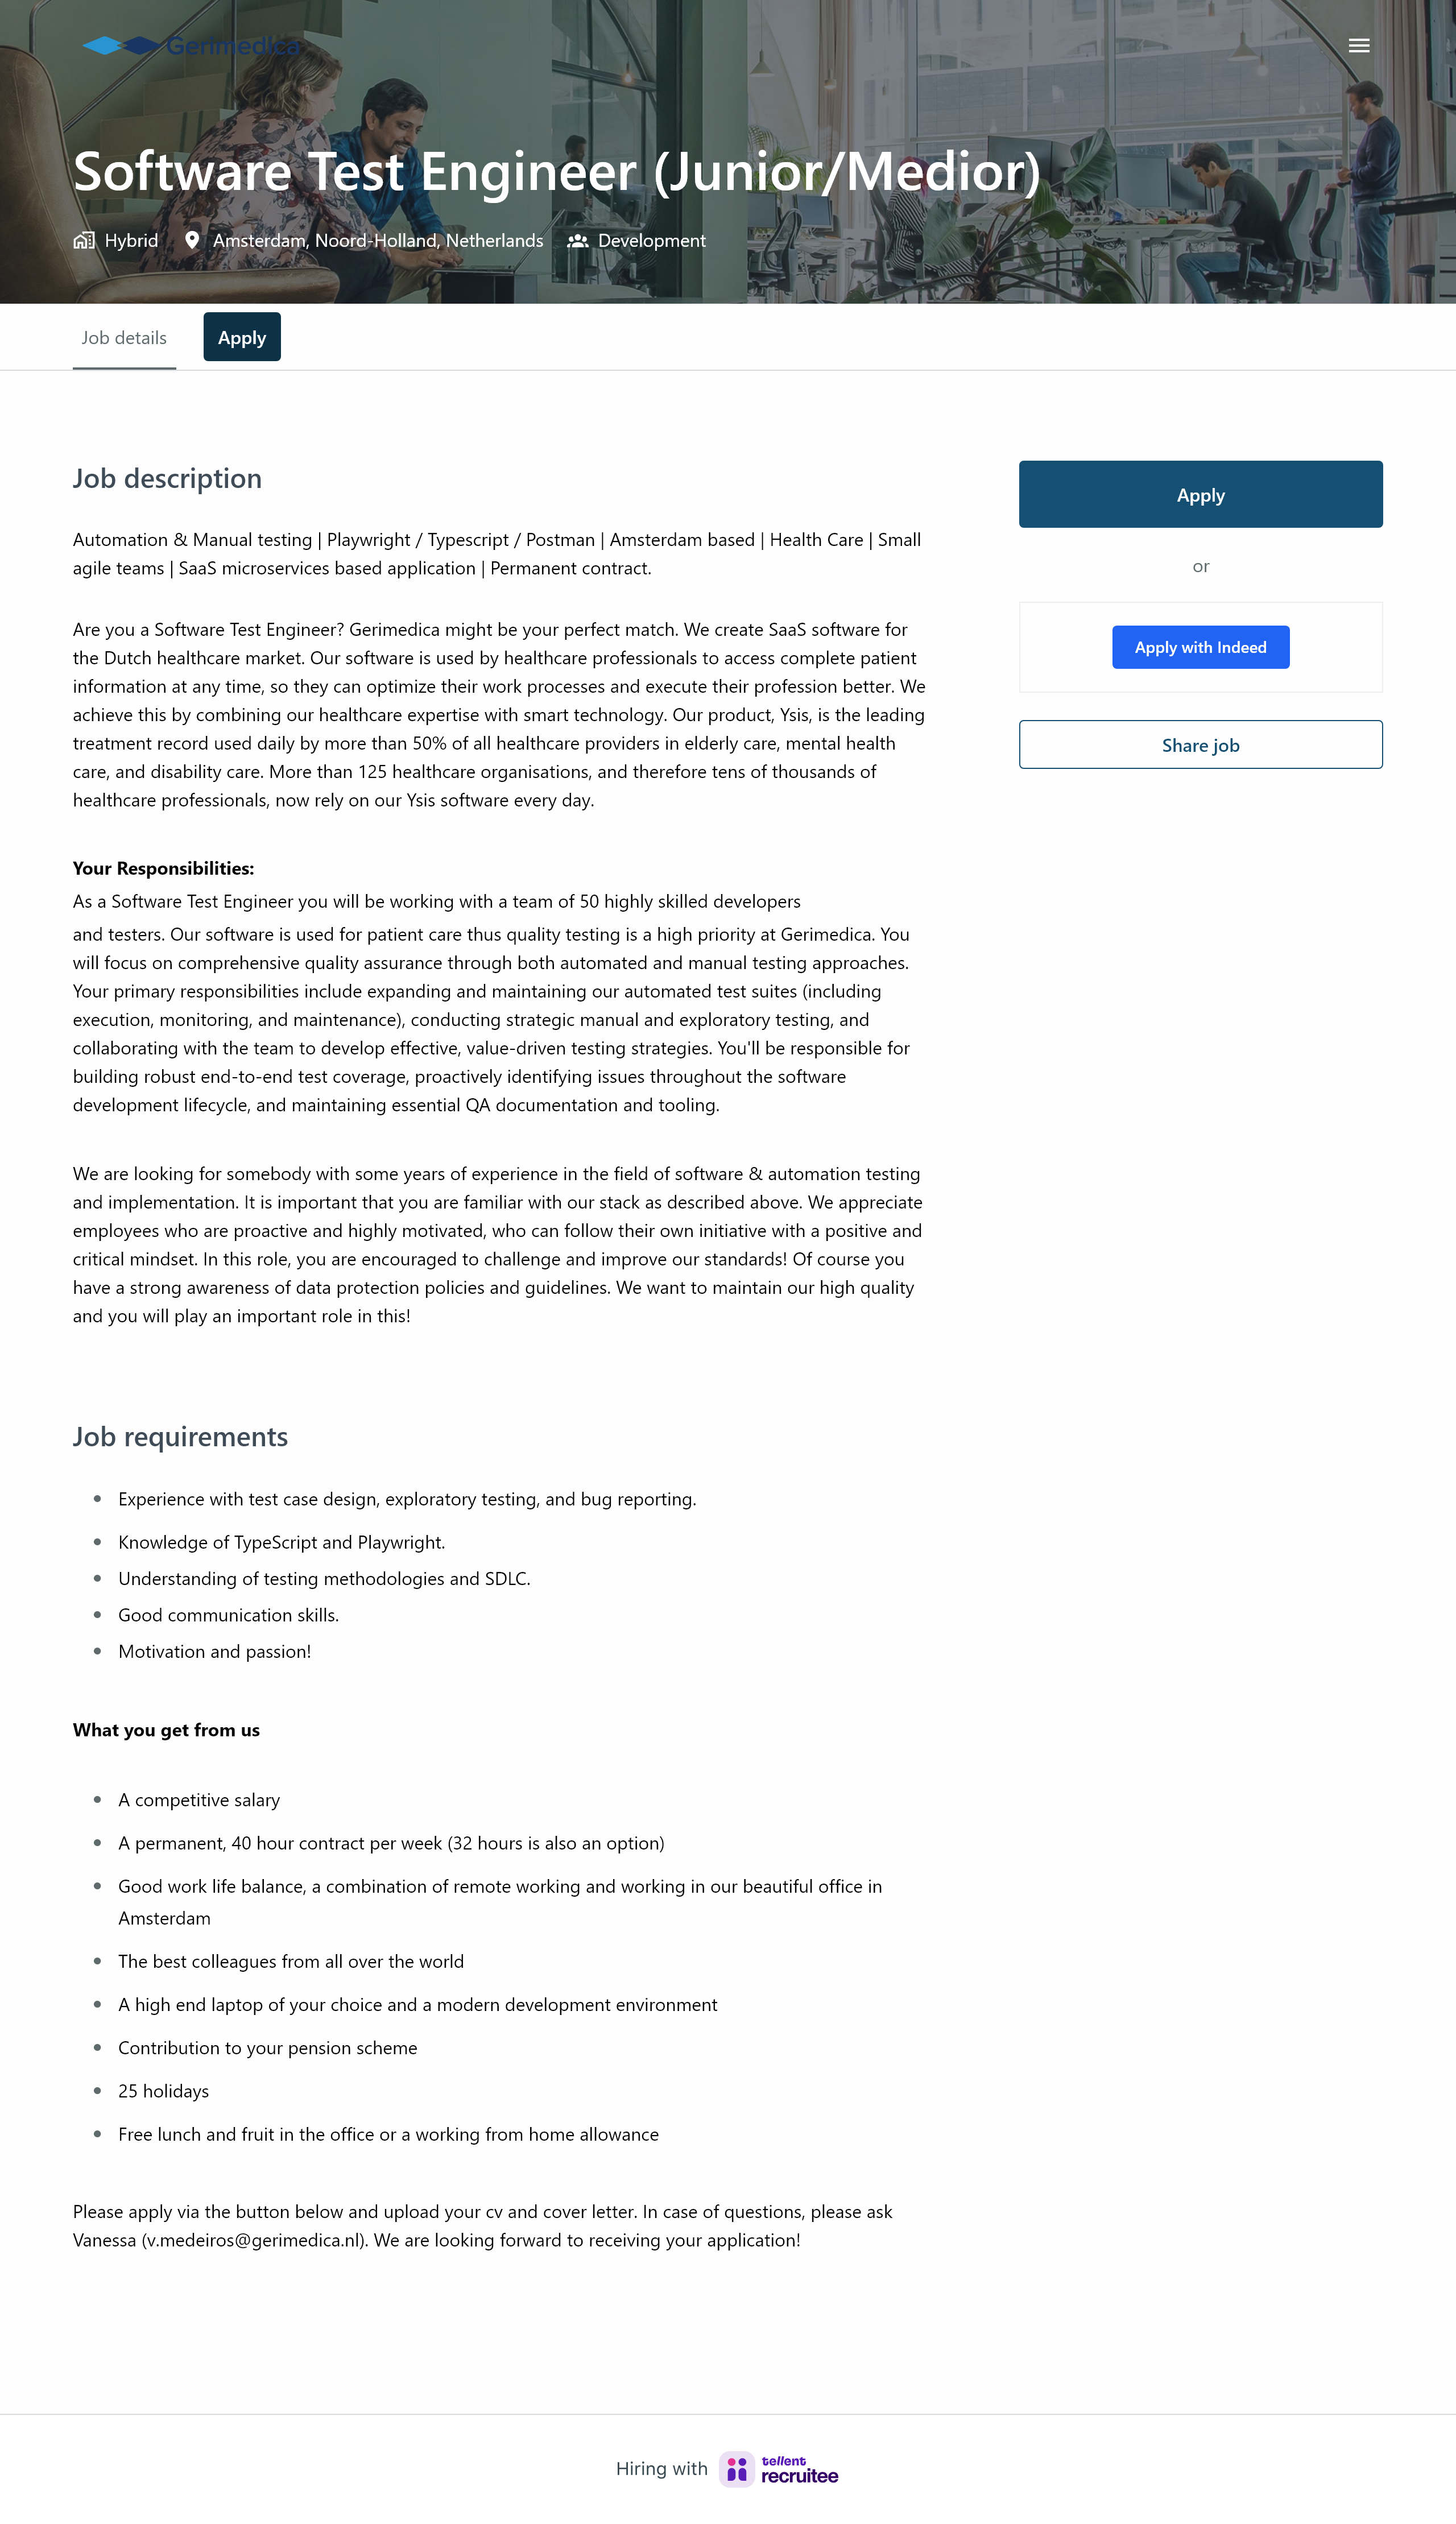 Gerimedica
Software Test Engineer (Junior/Medior)
Hybrid Amsterdam, Noord-Holland, Netherlands Development
Job details Apply
Job description
Automation & Manual testing | Playwright / Typescript / Postman | Amsterdam based | Health Care | Small
agile teams | SaaS microservices based application | Permanent contract.
Are you a Software Test Engineer? Gerimedica might be your perfect match. We create SaaS software for
the Dutch healthcare market. Our software is used by healthcare professionals to access complete patient
information at any time, so they can optimize their work processes and execute their profession better. We
achieve this by combining our healthcare expertise with smart technology. Our product, Ysis, is the leading
treatment record used daily by more than 50% of all healthcare providers in elderly care, mental health
care, and disability care. More than 125 healthcare organisations, and therefore tens of thousands of
healthcare professionals, now rely on our Ysis software every day.
Your Responsibilities:
As a Software Test Engineer you will be working with a team of 50 highly skilled developers
and testers. Our software is used for patient care thus quality testing is a high priority at Gerimedica. You
will focus on comprehensive quality assurance through both automated and manual testing approaches.
Your primary responsibilities include expanding and maintaining our automated test suites (including
execution, monitoring, and maintenance), conducting strategic manual and exploratory testing, and
collaborating with the team to develop effective, value-driven testing strategies. You'll be responsible for
building robust end-to-end test coverage, proactively identifying issues throughout the software
development lifecycle, and maintaining essential QA documentation and tooling.
We are looking for somebody with some years of experience in the field of software & automation testing
and implementation. It is important that you are familiar with our stack as described above. We appreciate
employees who are proactive and highly motivated, who can follow their own initiative with a positive and
critical mindset. In this role, you are encouraged to challenge and improve our standards! Of course you
have a strong awareness of data protection policies and guidelines. We want to maintain our high quality
and you will play an important role in this!
Job requirements
Experience with test case design, exploratory testing, and bug reporting.
Knowledge of TypeScript and Playwright.
Understanding of testing methodologies and SDLC.
Good communication skills.
Motivation and passion!
What you get from us
A competitive salary
A permanent, 40 hour contract per week (32 hours is also an option)
Good work life balance, a combination of remote working and working in our beautiful office in
Amsterdam
The best colleagues from all over the world
A high end laptop of your choice and a modern development environment
Contribution to your pension scheme
25 holidays
Free lunch and fruit in the office or a working from home allowance
Please apply via the button below and upload your cv and cover letter. In case of questions, please ask
Vanessa (v.medeiros@gerimedica.nl). We are looking forward to receiving your application!
Apply
or
Apply with Indeed
Share job
Hiring with tellent
recruitee